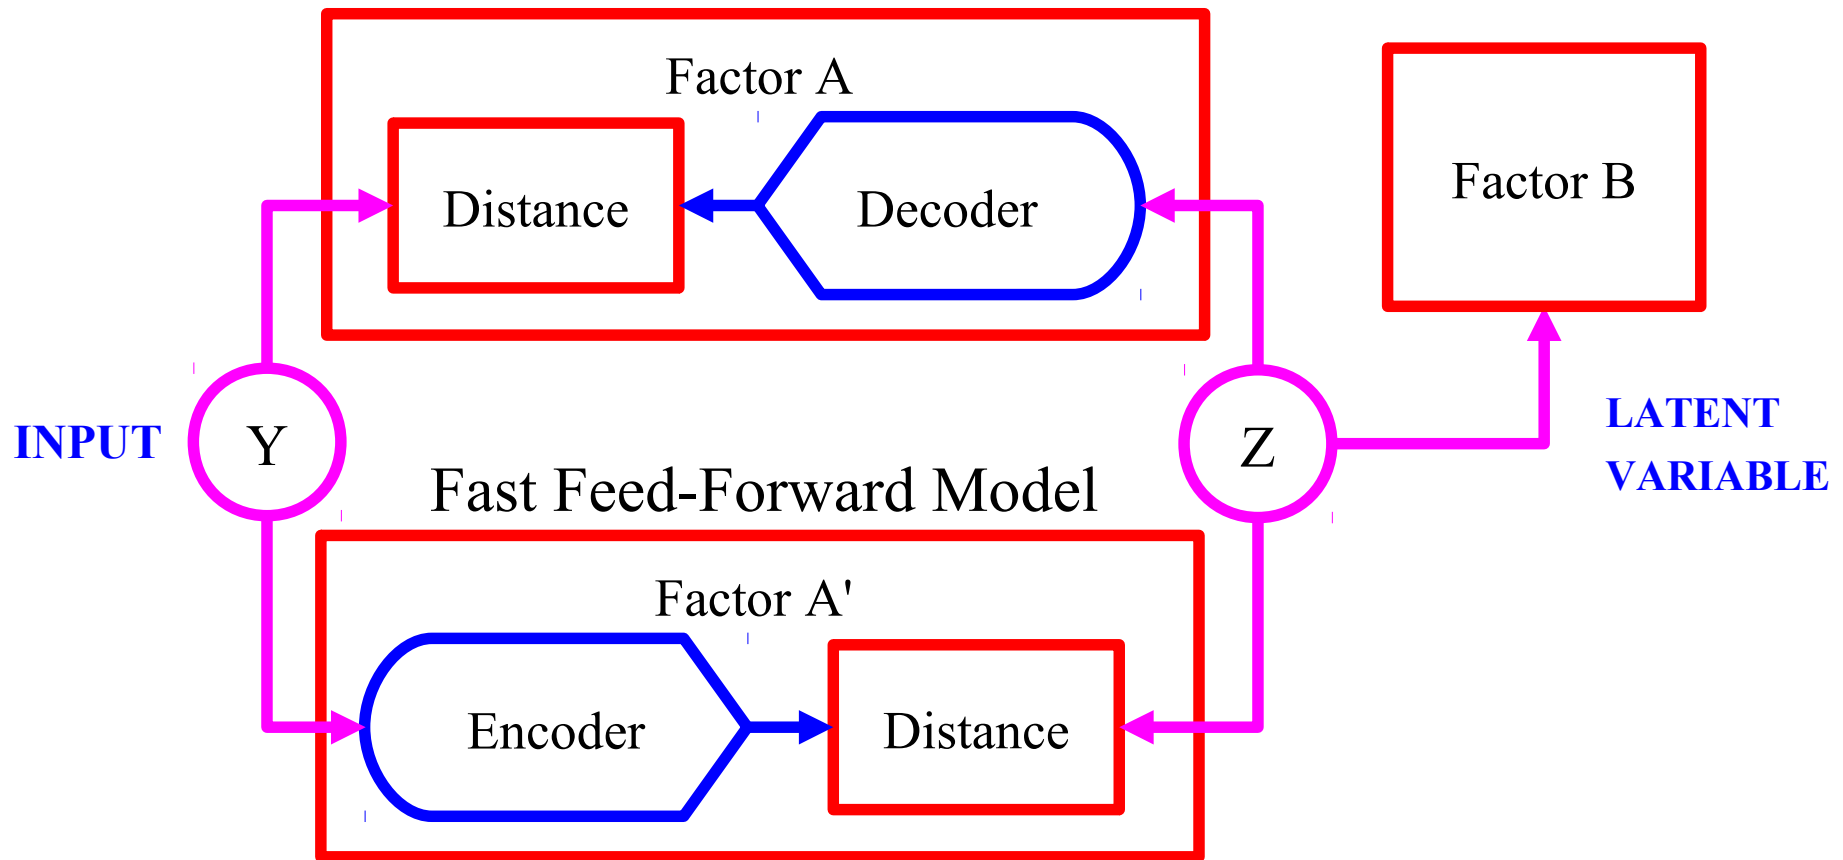 Factor A
Distance
Decoder
Factor B
INPUT
Y
Z
LATENT
VARIABLE
Fast Feed-Forward Model
Factor A'
Encoder
Distance